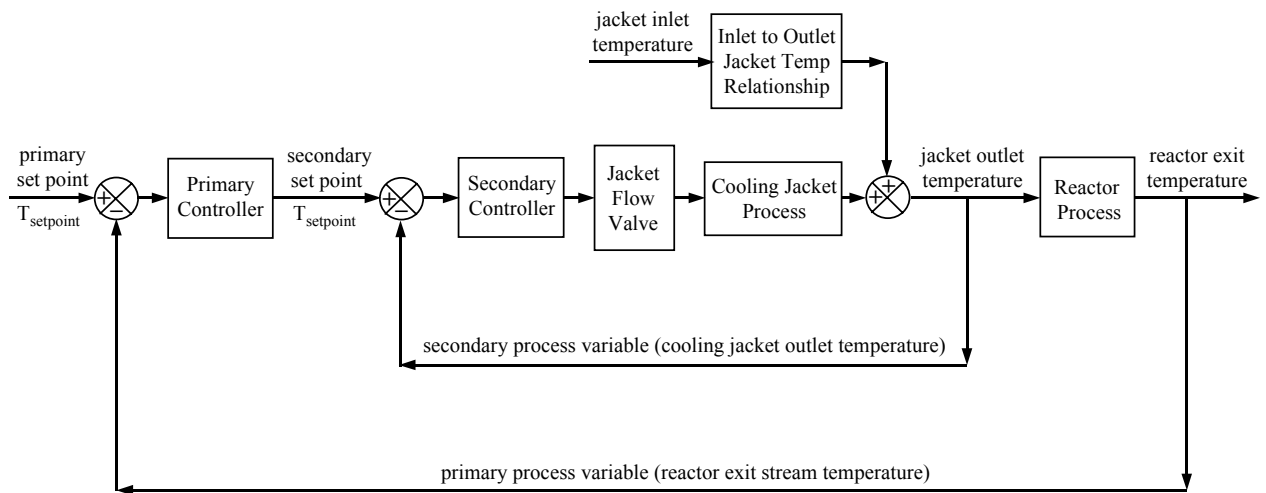 jacket inlet
temperature
Inlet to Outlet
Jacket Temp
Relationship
primary
set point
T_setpoint
+
−
Primary
Controller
secondary
set point
T_setpoint
+
−
Secondary
Controller
Jacket
Flow
Valve
Cooling Jacket
Process
+
+
jacket outlet
temperature
Reactor
Process
reactor exit
temperature
secondary process variable (cooling jacket outlet temperature)
primary process variable (reactor exit stream temperature)